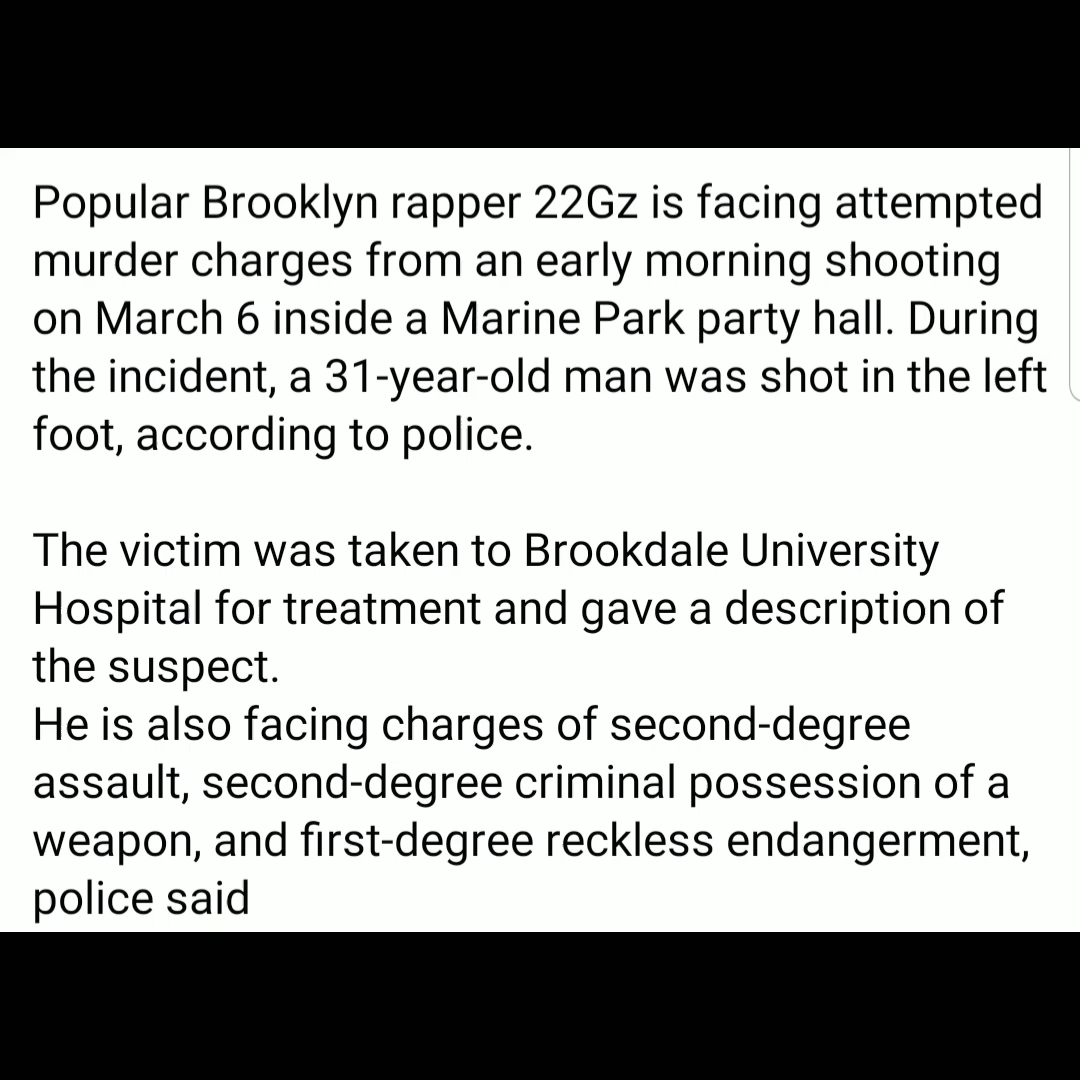 Popular Brooklyn rapper 22Gz is facing attempted
murder charges from an early morning shooting
on March 6 inside a Marine Park party hall. During
the incident, a 31-year-old man was shot in the left
foot, according to police.
The victim was taken to Brookdale University
Hospital for treatment and gave a description of
the suspect.
He is also facing charges of second-degree
assault, second-degree criminal possession of a
weapon, and first-degree reckless endangerment,
police said